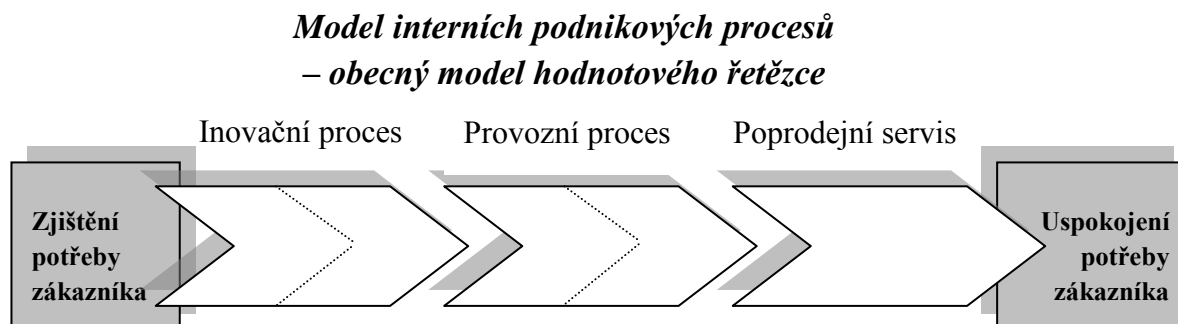 Model interních podnikových procesů
– obecný model hodnotového řetězce
Inovační proces
Provozní proces
Poprodejní servis
Zjištění
potřeby
zákazníka
Uspokojení
potřeby
zákazníka